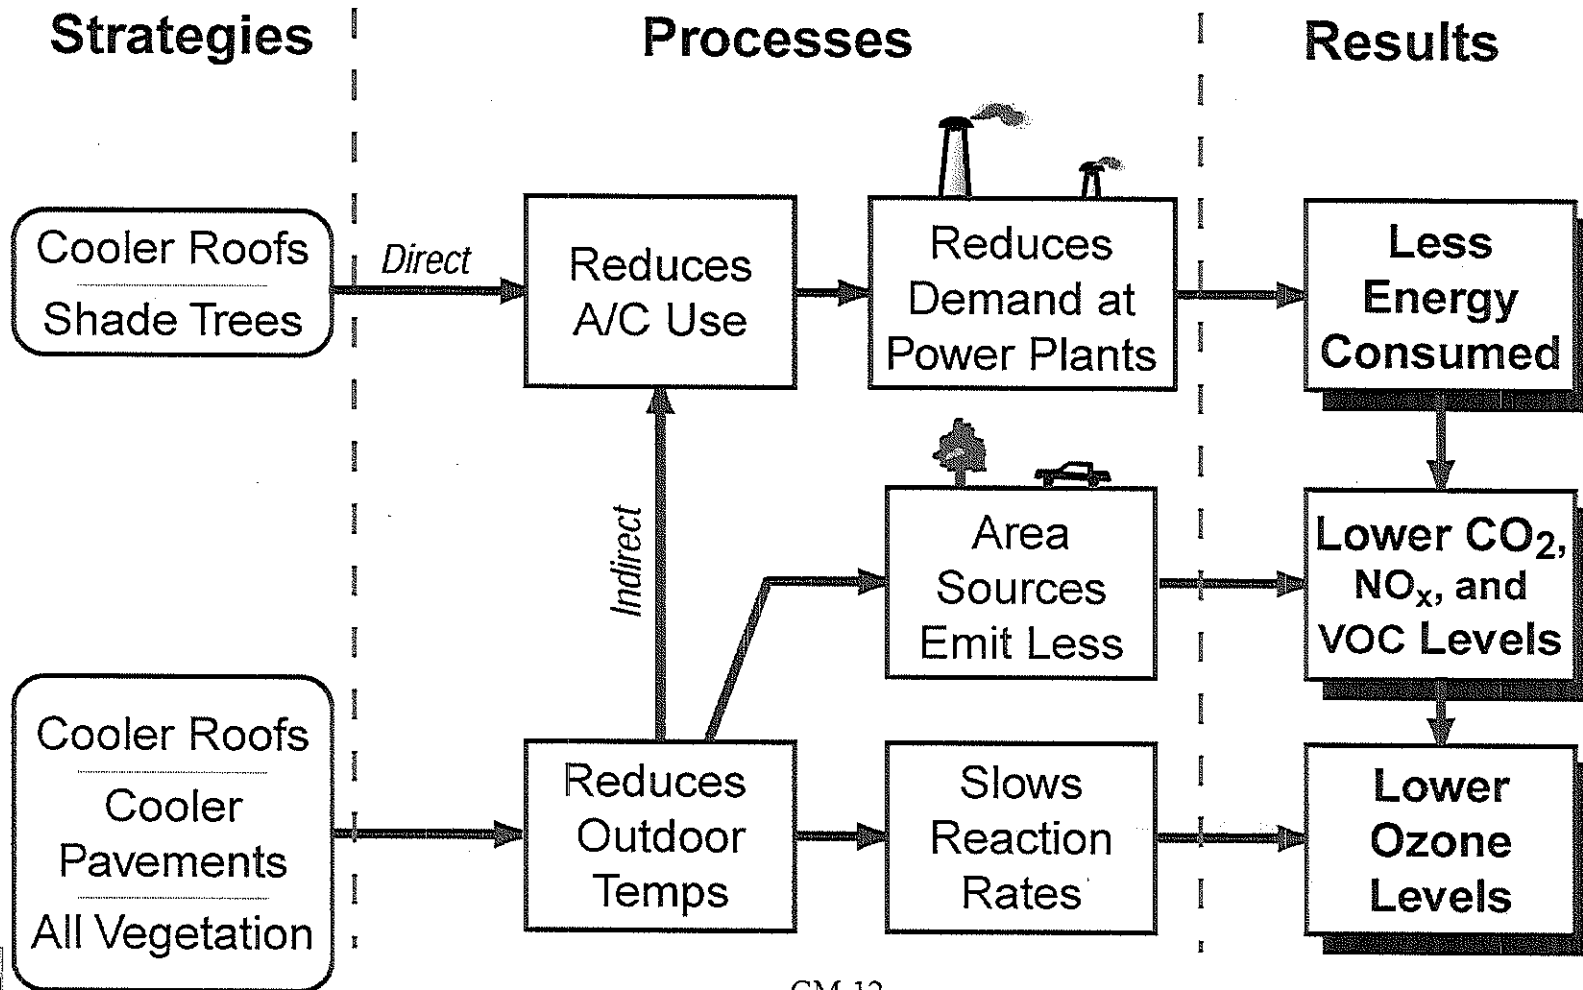 Strategies
Processes
Results
Cooler Roofs
Shade Trees
Direct
Reduces
A/C Use
Reduces
Demand at
Power Plants
Less
Energy
Consumed
Indirect
Area
Sources
Emit Less
Lower CO₂,
NOₓ, and
VOC Levels
Cooler Roofs
Cooler
Pavements
All Vegetation
Reduces
Outdoor
Temps
Slows
Reaction
Rates
Lower
Ozone
Levels